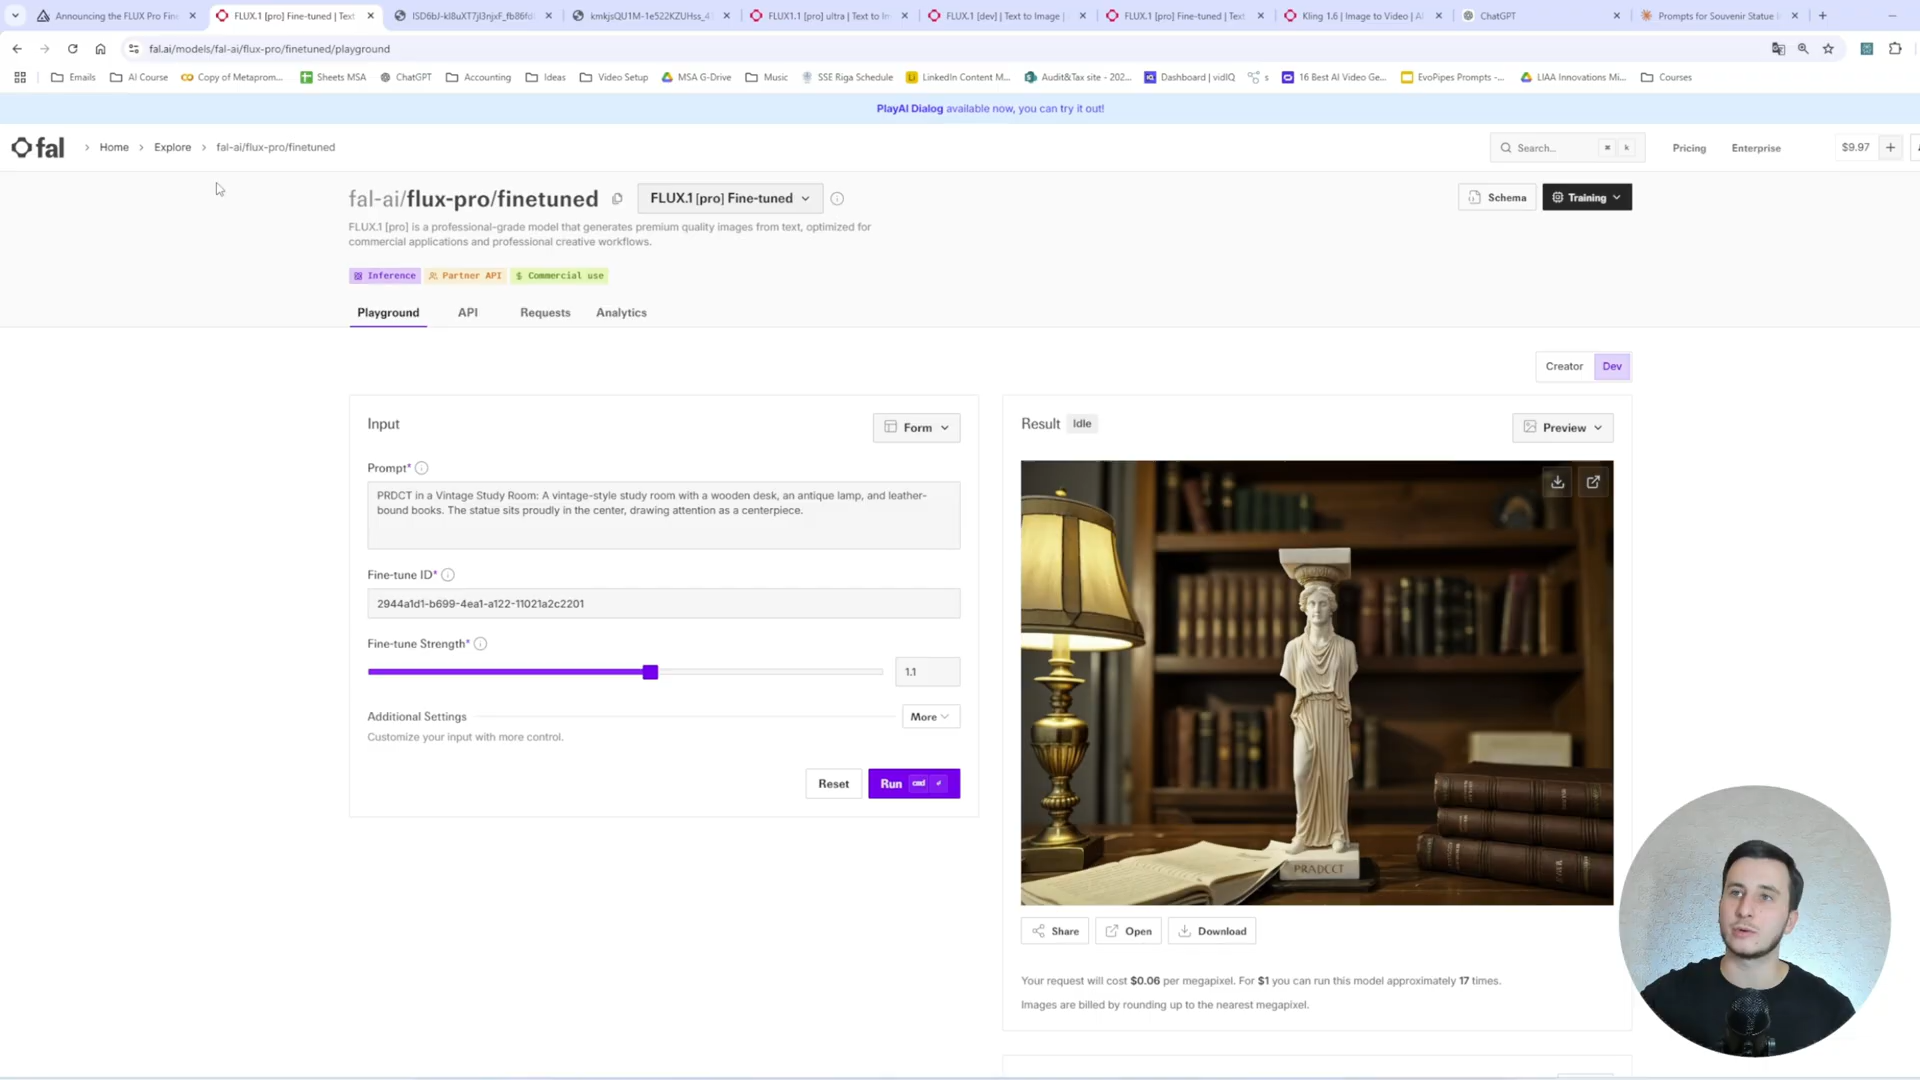 Announcing the FLUX Pro Fine
FLUX.1 [pro] Fine-tuned | Text
FLUX1.1 [pro] ultra | Text to Im
FLUX.1 [dev] | Text to Image |
FLUX.1 [pro] Fine-tuned | Text
Kling 1.6 | Image to Video | AI
ChatGPT
Prompts for Souvenir Statue
fal.ai/models/fal-ai/flux-pro/finetuned/playground
Emails
AI Course
Copy of Metaprom...
Sheets MSA
ChatGPT
Accounting
Ideas
Video Setup
MSA G-Drive
Music
SSE Riga Schedule
LinkedIn Content M...
Audit&Tax site - 202...
Dashboard | vidIQ
s
16 Best AI Video Ge...
EvoPipes Prompts -...
LIAA Innovations Mi...
Courses
PlayAI Dialog available now, you can try it out!
fal
Home
Explore
fal-ai/flux-pro/finetuned
Search...
k
Pricing
Enterprise
$9.97
fal-ai/flux-pro/finetuned
FLUX.1 [pro] Fine-tuned
Schema
Training
FLUX.1 [pro] is a professional-grade model that generates premium quality images from text, optimized for
commercial applications and professional creative workflows.
Inference
Partner API
$ Commercial use
Playground
API
Requests
Analytics
Creator
Dev
Input
Form
Prompt*
PRDCT in a Vintage Study Room: A vintage-style study room with a wooden desk, an antique lamp, and leather-
bound books. The statue sits proudly in the center, drawing attention as a centerpiece.
Fine-tune ID*
2944a1d1-b699-4ea1-a122-11021a2c2201
Fine-tune Strength*
1.1
Additional Settings
More
Customize your input with more control.
Reset
Run
cmd
Result
Idle
Preview
PRADCCT
Share
Open
Download
Your request will cost $0.06 per megapixel. For $1 you can run this model approximately 17 times.
Images are billed by rounding up to the nearest megapixel.